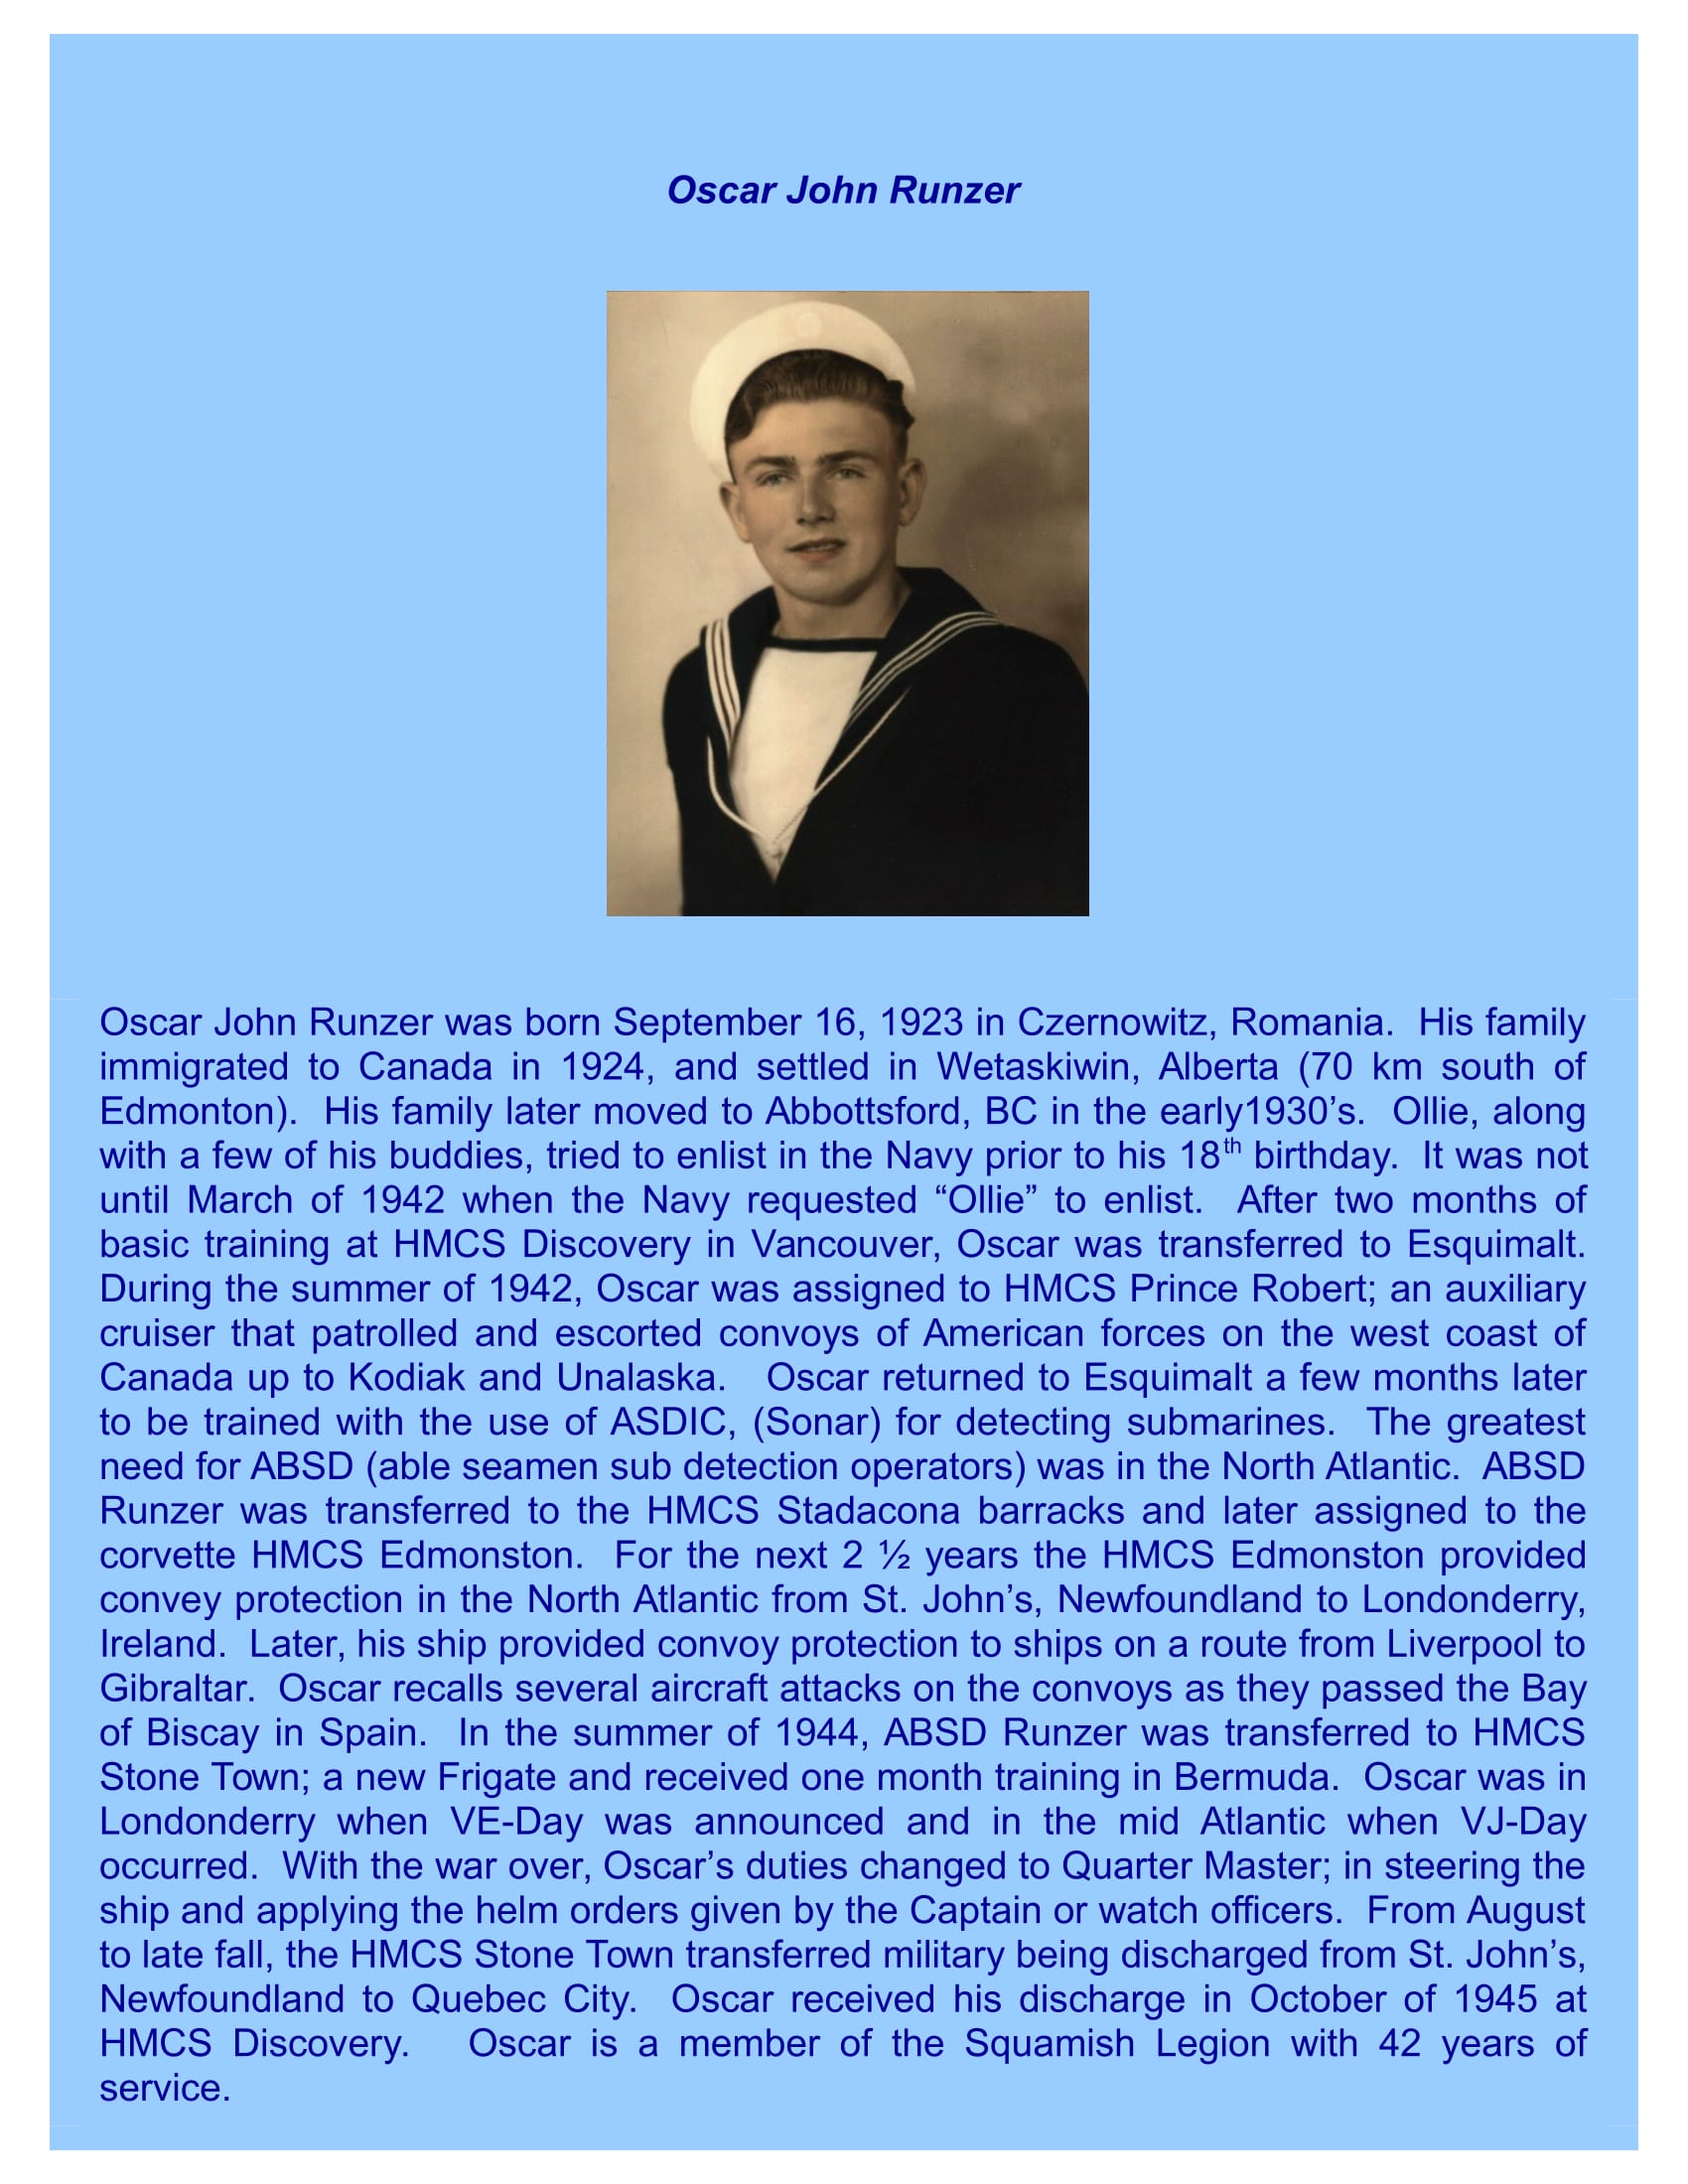 Oscar John Runzer
Oscar John Runzer was born September 16, 1923 in Czernowitz, Romania.  His family
immigrated to Canada in 1924, and settled in Wetaskiwin, Alberta (70 km south of
Edmonton).  His family later moved to Abbottsford, BC in the early1930’s.  Ollie, along
with a few of his buddies, tried to enlist in the Navy prior to his 18th birthday.  It was not
until March of 1942 when the Navy requested “Ollie” to enlist.  After two months of
basic training at HMCS Discovery in Vancouver, Oscar was transferred to Esquimalt.
During the summer of 1942, Oscar was assigned to HMCS Prince Robert; an auxiliary
cruiser that patrolled and escorted convoys of American forces on the west coast of
Canada up to Kodiak and Unalaska.   Oscar returned to Esquimalt a few months later
to be trained with the use of ASDIC, (Sonar) for detecting submarines.  The greatest
need for ABSD (able seamen sub detection operators) was in the North Atlantic.  ABSD
Runzer was transferred to the HMCS Stadacona barracks and later assigned to the
corvette HMCS Edmonston.  For the next 2 ½ years the HMCS Edmonston provided
convey protection in the North Atlantic from St. John’s, Newfoundland to Londonderry,
Ireland.  Later, his ship provided convoy protection to ships on a route from Liverpool to
Gibraltar.  Oscar recalls several aircraft attacks on the convoys as they passed the Bay
of Biscay in Spain.  In the summer of 1944, ABSD Runzer was transferred to HMCS
Stone Town; a new Frigate and received one month training in Bermuda.  Oscar was in
Londonderry when VE-Day was announced and in the mid Atlantic when VJ-Day
occurred.  With the war over, Oscar’s duties changed to Quarter Master; in steering the
ship and applying the helm orders given by the Captain or watch officers.  From August
to late fall, the HMCS Stone Town transferred military being discharged from St. John’s,
Newfoundland to Quebec City.  Oscar received his discharge in October of 1945 at
HMCS Discovery.   Oscar is a member of the Squamish Legion with 42 years of
service.